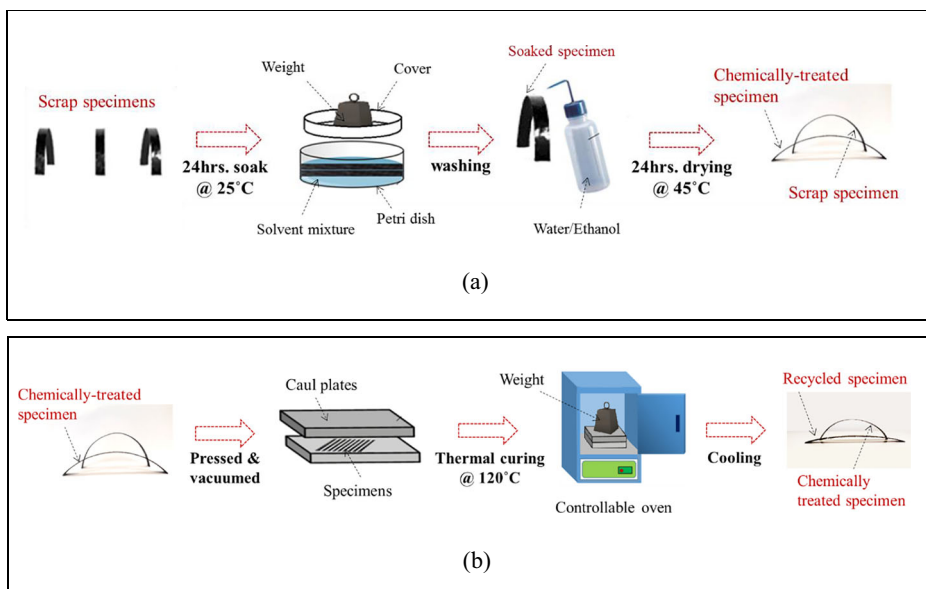 Scrap specimens
24hrs. soak
@ 25˚C
Weight
Cover
Solvent mixture
Petri dish
washing
Soaked specimen
Water/Ethanol
24hrs. drying
@ 45˚C
Chemically-treated
specimen
Scrap specimen
(a)
Chemically-treated
specimen
Pressed &
vacuumed
Caul plates
Specimens
Thermal curing
@ 120˚C
Weight
Controllable oven
Cooling
Recycled specimen
Chemically
treated specimen
(b)